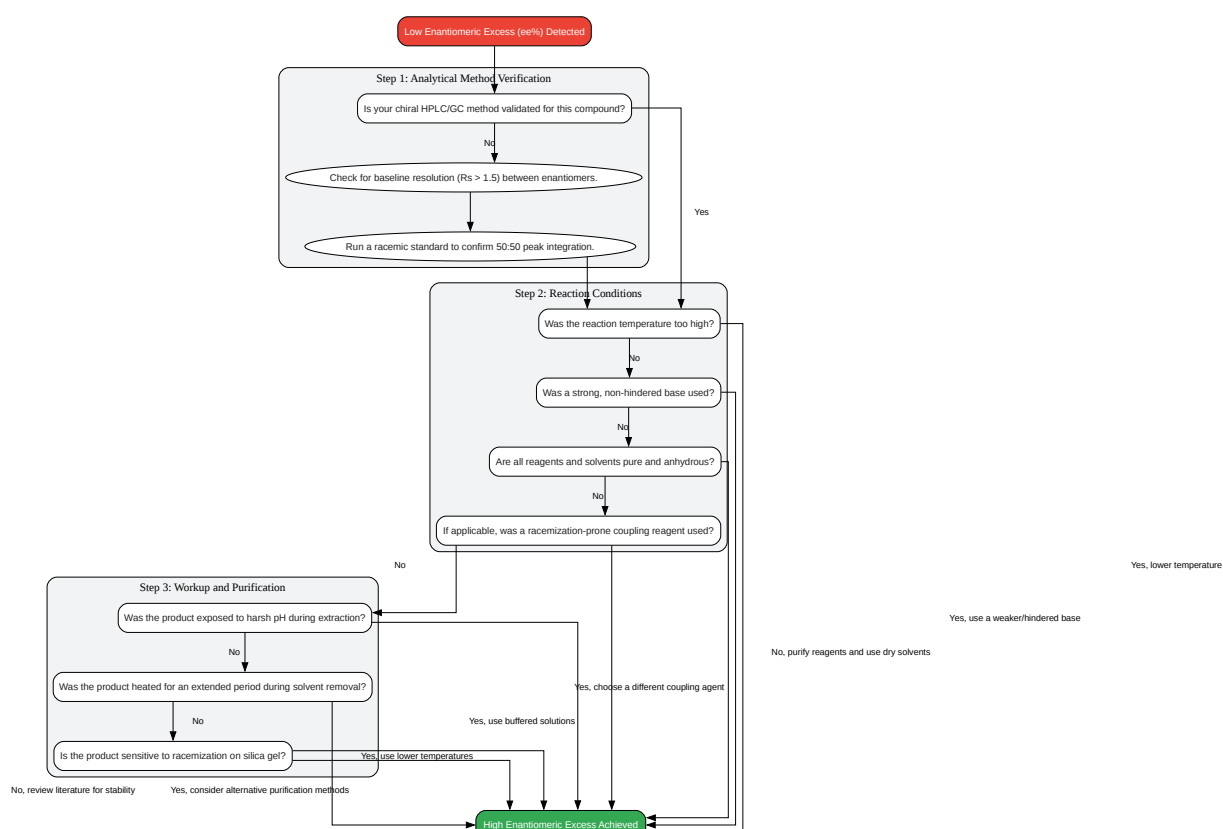 Low Enantiomeric Excess (ee%) Detected
Step 1: Analytical Method Verification
Is your chiral HPLC/GC method validated for this compound?
No
Check for baseline resolution (Rs > 1.5) between enantiomers.
Yes
Run a racemic standard to confirm 50:50 peak integration.
Step 2: Reaction Conditions
Was the reaction temperature too high?
No
Was a strong, non-hindered base used?
No
Are all reagents and solvents pure and anhydrous?
No
If applicable, was a racemization-prone coupling reagent used?
No
Yes, lower temperature
Step 3: Workup and Purification
Was the product exposed to harsh pH during extraction?
Yes, use a weaker/hindered base
No
No, purify reagents and use dry solvents
Was the product heated for an extended period during solvent removal?
Yes, choose a different coupling agent
No
Yes, use buffered solutions
Is the product sensitive to racemization on silica gel?
Yes, use lower temperatures
No, review literature for stability
Yes, consider alternative purification methods
High Enantiomeric Excess Achieved